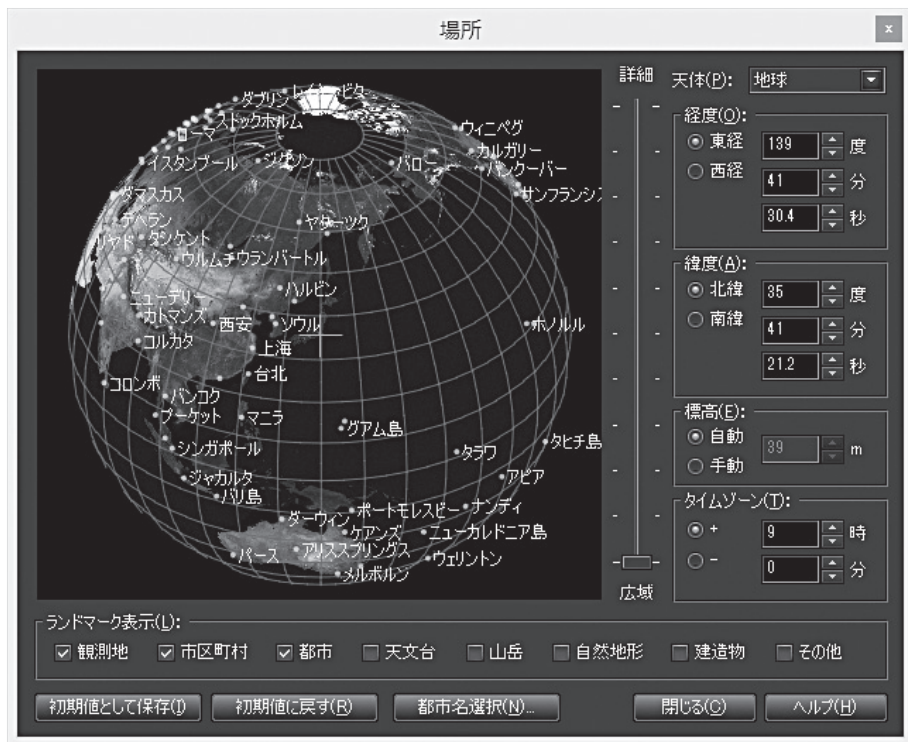 場所
x
詳細
広域
天体(P): 地球
経度(O):
東経 139 度
西経 41 分
30.4 秒
緯度(A):
北緯 35 度
南緯 41 分
21.2 秒
標高(E):
自動 39 m
手動
タイムゾーン(T):
+ 9 時
- 0 分
ダブリン
ストックホルム
ローマ
イスタンブール
ジクソン
バロー
ウィニペグ
カルガリー
バンクーバー
ダマスカス
テヘラン
リヤド
タシケント
ヤクーツク
ウルムチ
ウランバートル
ハルビン
ニューデリー
カトマンズ
西安
ソウル
コルカタ
上海
ホノルル
台北
コロンボ
バンコク
プーケット
マニラ
グアム島
シンガポール
タラワ
タヒチ島
ジャカルタ
アピア
バリ島
ポートモレスビー
ナンディ
ダーウィン
ケアンズ
ニューカレドニア島
パース
アリススプリングス
ウェリントン
メルボルン
ランドマーク表示(L):
観測地 市区町村 都市 天文台 山岳 自然地形 建造物 その他
初期値として保存(I) 初期値に戻す(R) 都市名選択(N)... 閉じる(C) ヘルプ(H)